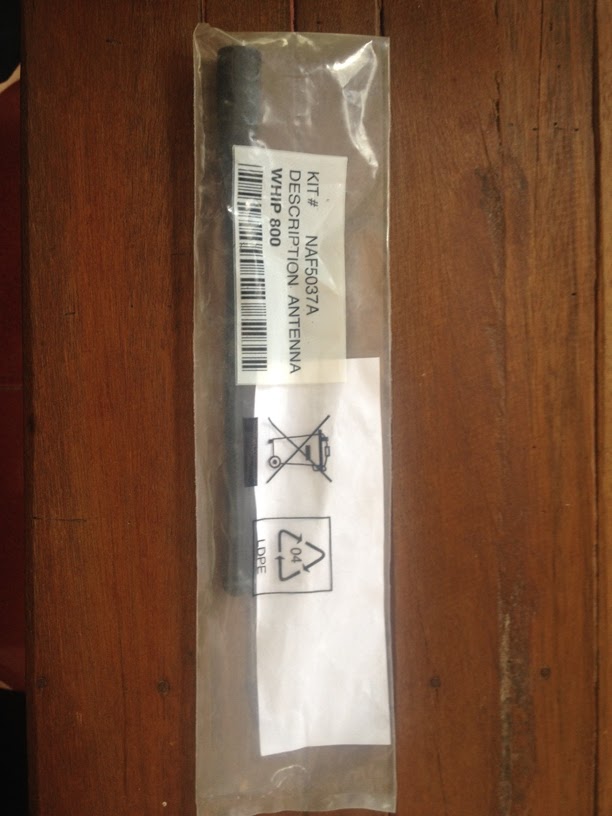 KIT # NAF5037A
DESCRIPTION ANTENNA
WHIP 800
04
LDPE